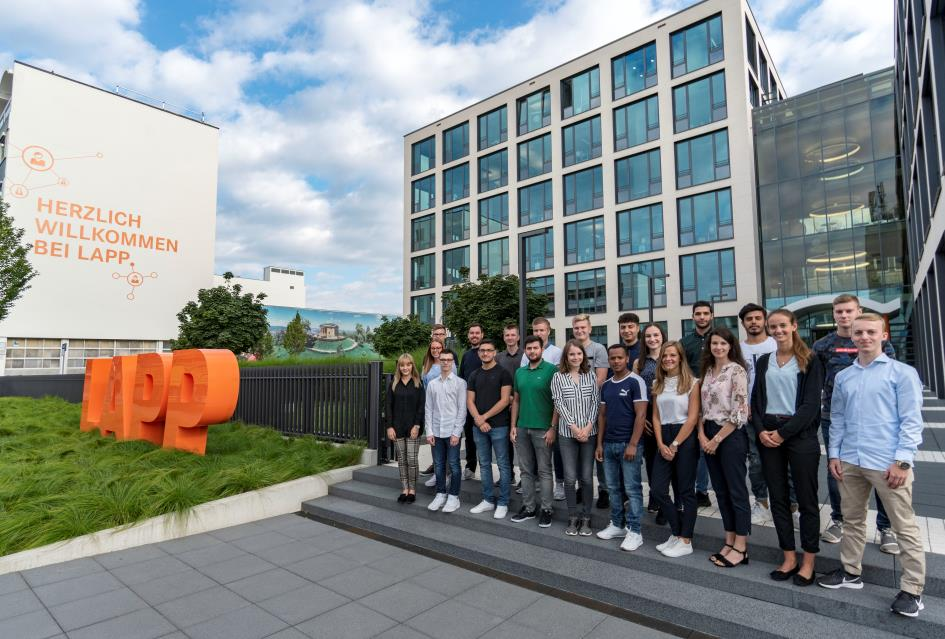 HERZLICH
WILLKOMMEN
BEI LAPP
LAPP